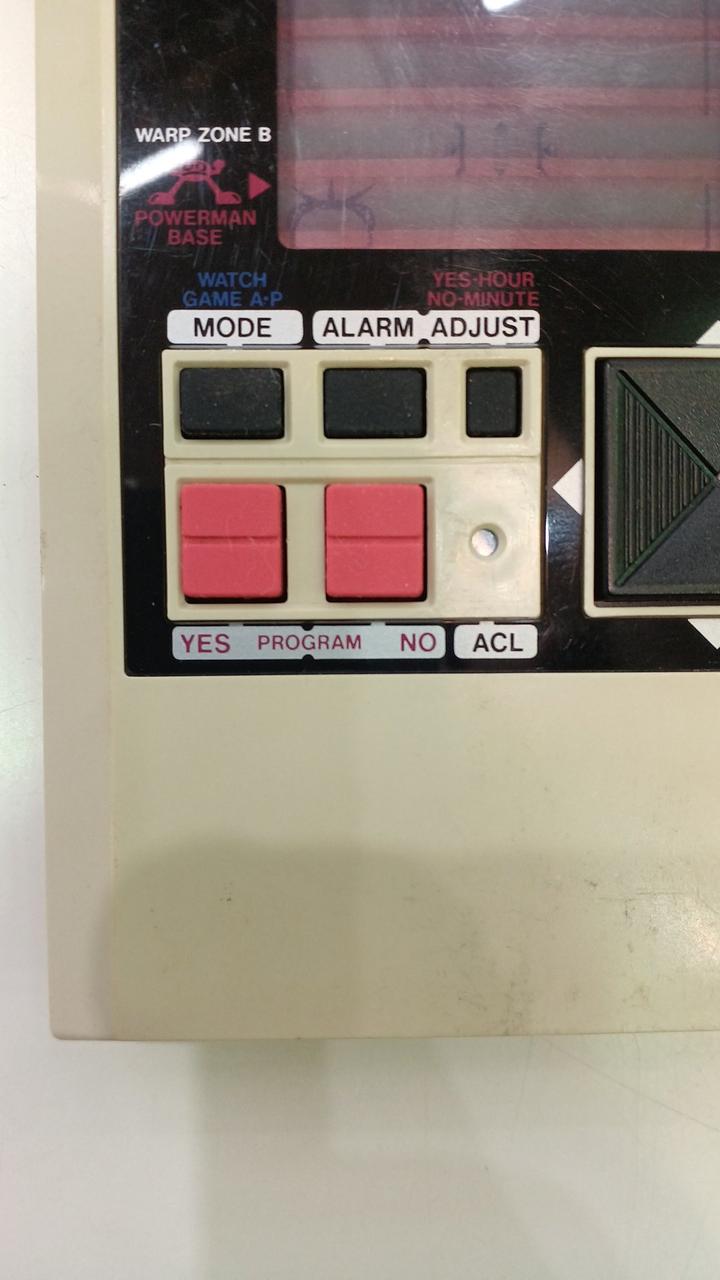 WARP ZONE B
POWERMAN
BASE
WATCH
GAME A·P
YES-HOUR
NO-MINUTE
MODE
ALARM ADJUST
YES PROGRAM NO
ACL